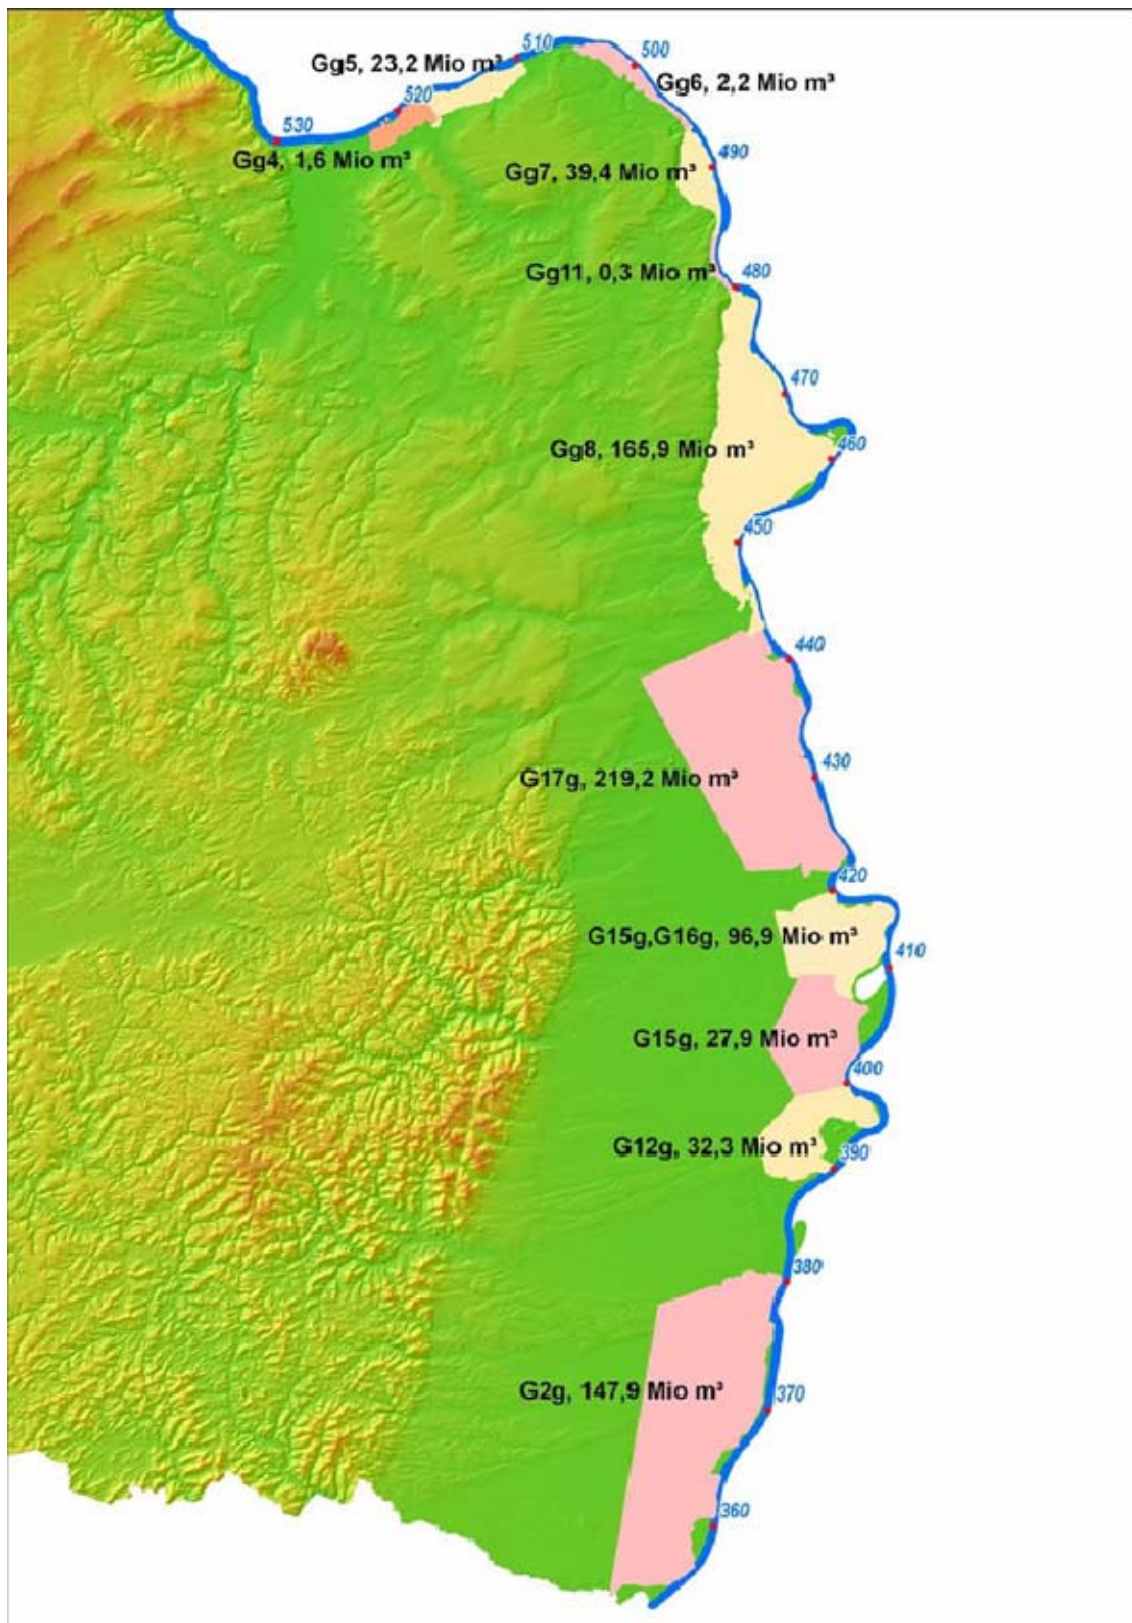 510
500
Gg5, 23,2 Mio m³
Gg6, 2,2 Mio m³
520
530
490
Gg4, 1,6 Mio m³
Gg7, 39,4 Mio m³
Gg11, 0,3 Mio m³
480
470
460
Gg8, 165,9 Mio m³
450
440
430
G17g, 219,2 Mio m³
420
G15g,G16g, 96,9 Mio m³
410
G15g, 27,9 Mio m³
400
G12g, 32,3 Mio m³
390
380
G2g, 147,9 Mio m³
370
360